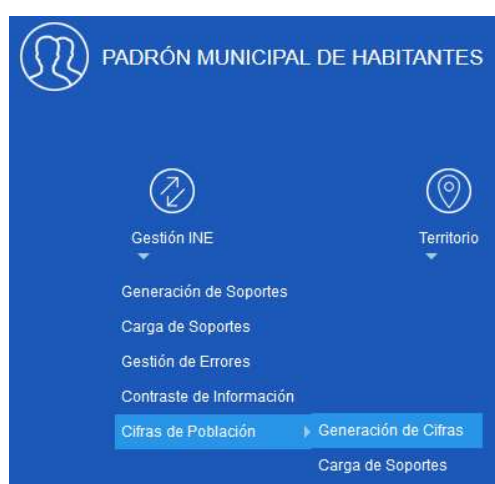 PADRÓN MUNICIPAL DE HABITANTES
Gestión INE
Territorio
Generación de Soportes
Carga de Soportes
Gestión de Errores
Contraste de Información
Cifras de Población
Generación de Cifras
Carga de Soportes